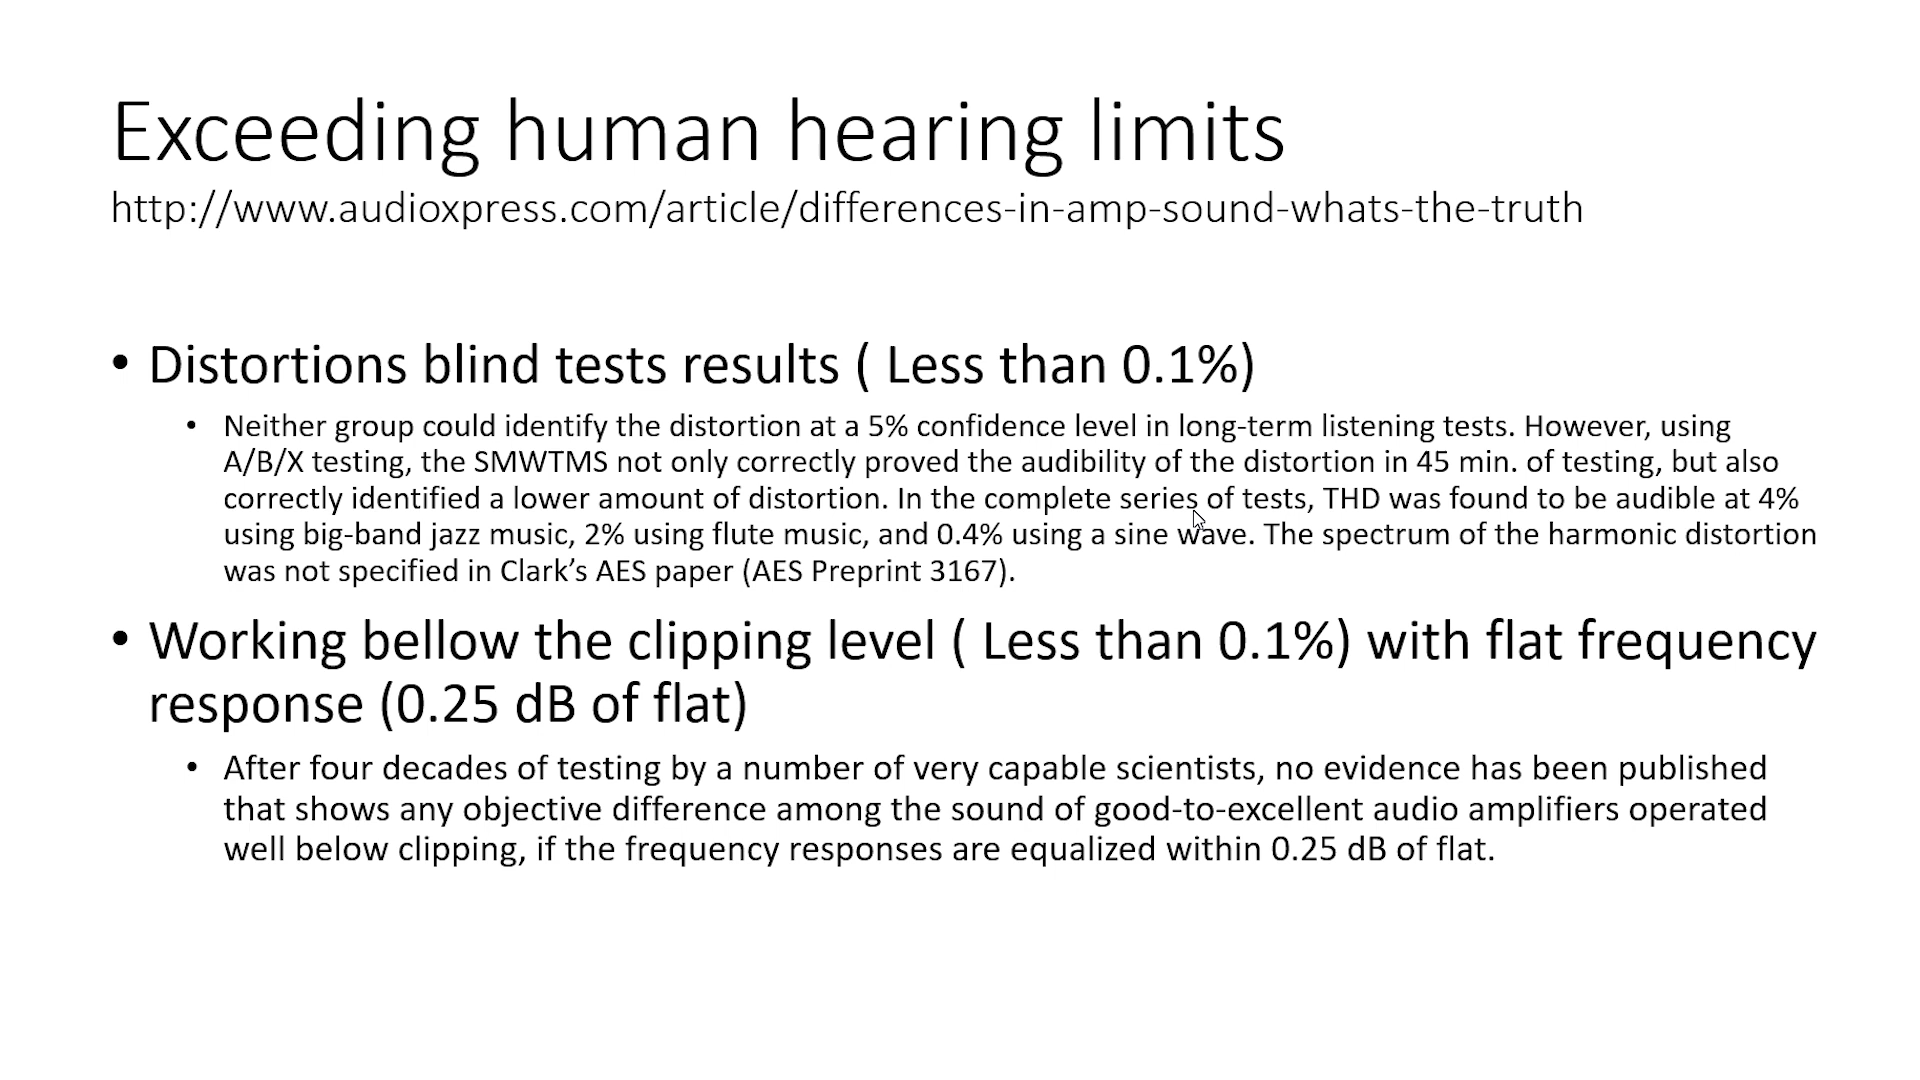 Exceeding human hearing limits
http://www.audioxpress.com/article/differences-in-amp-sound-whats-the-truth
• Distortions blind tests results ( Less than 0.1%)
• Neither group could identify the distortion at a 5% confidence level in long-term listening tests. However, using
A/B/X testing, the SMWTMS not only correctly proved the audibility of the distortion in 45 min. of testing, but also
correctly identified a lower amount of distortion. In the complete series of tests, THD was found to be audible at 4%
using big-band jazz music, 2% using flute music, and 0.4% using a sine wave. The spectrum of the harmonic distortion
was not specified in Clark’s AES paper (AES Preprint 3167).
• Working bellow the clipping level ( Less than 0.1%) with flat frequency
response (0.25 dB of flat)
• After four decades of testing by a number of very capable scientists, no evidence has been published
that shows any objective difference among the sound of good-to-excellent audio amplifiers operated
well below clipping, if the frequency responses are equalized within 0.25 dB of flat.